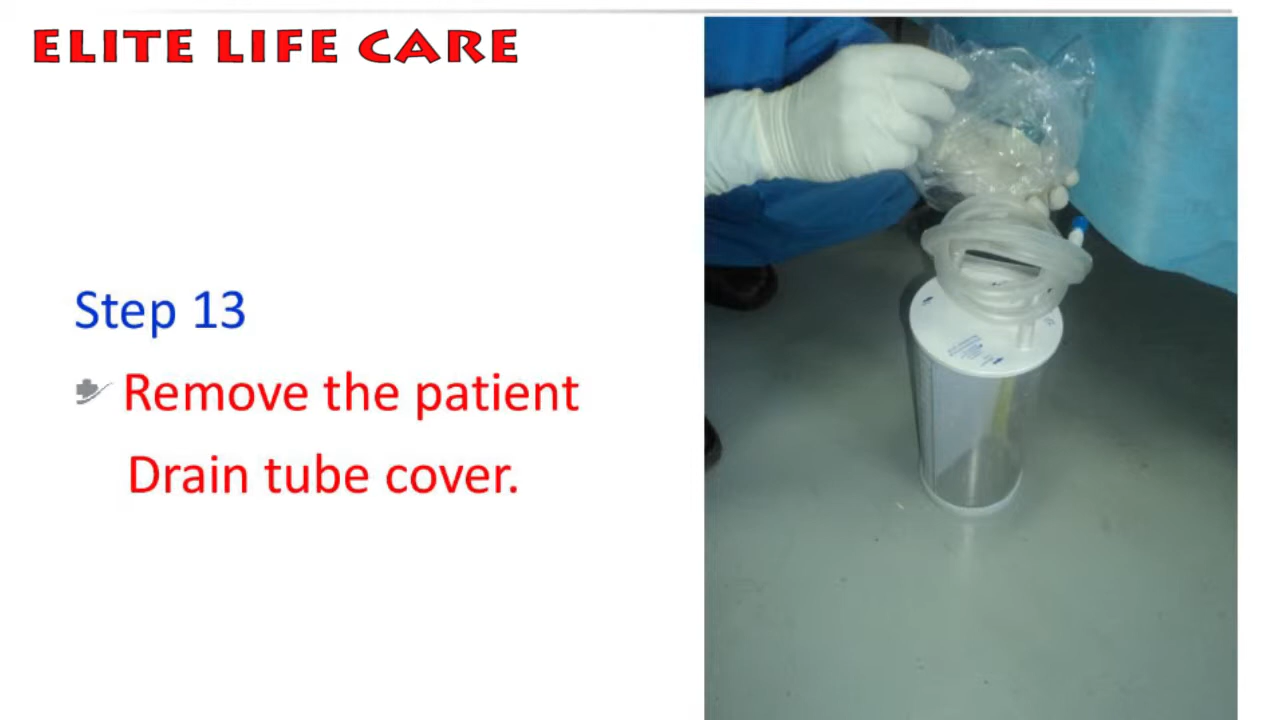 ELITE LIFE CARE
Step 13
Remove the patient
Drain tube cover.